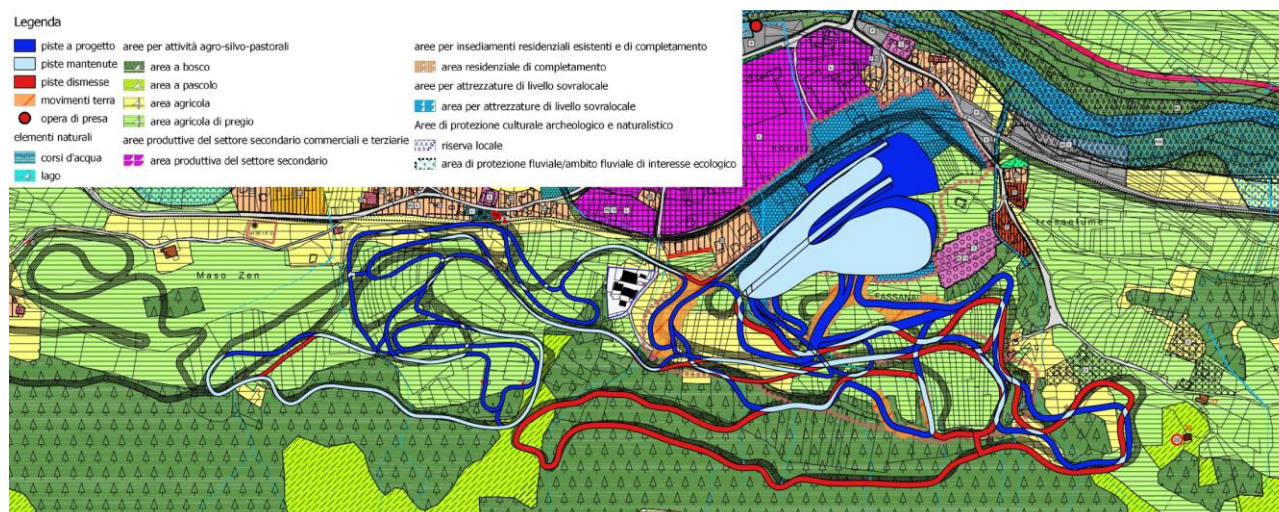 Legenda
piste a progetto
piste mantenute
piste dismesse
movimenti terra
opera di presa
elementi naturali
corsi d'acqua
lago
aree per attività agro-silvo-pastorali
area a bosco
area a pascolo
area agricola
area agricola di pregio
aree produttive del settore secondario commerciali e terziarie
area produttiva del settore secondario
aree per insediamenti residenziali esistenti e di completamento
area residenziale di completamento
aree per attrezzature di livello sovralocale
area per attrezzature di livello sovralocale
Aree di protezione culturale archeologico e naturalistico
riserva locale
area di protezione fluviale/ambito fluviale di interesse ecologico
Maso Zen